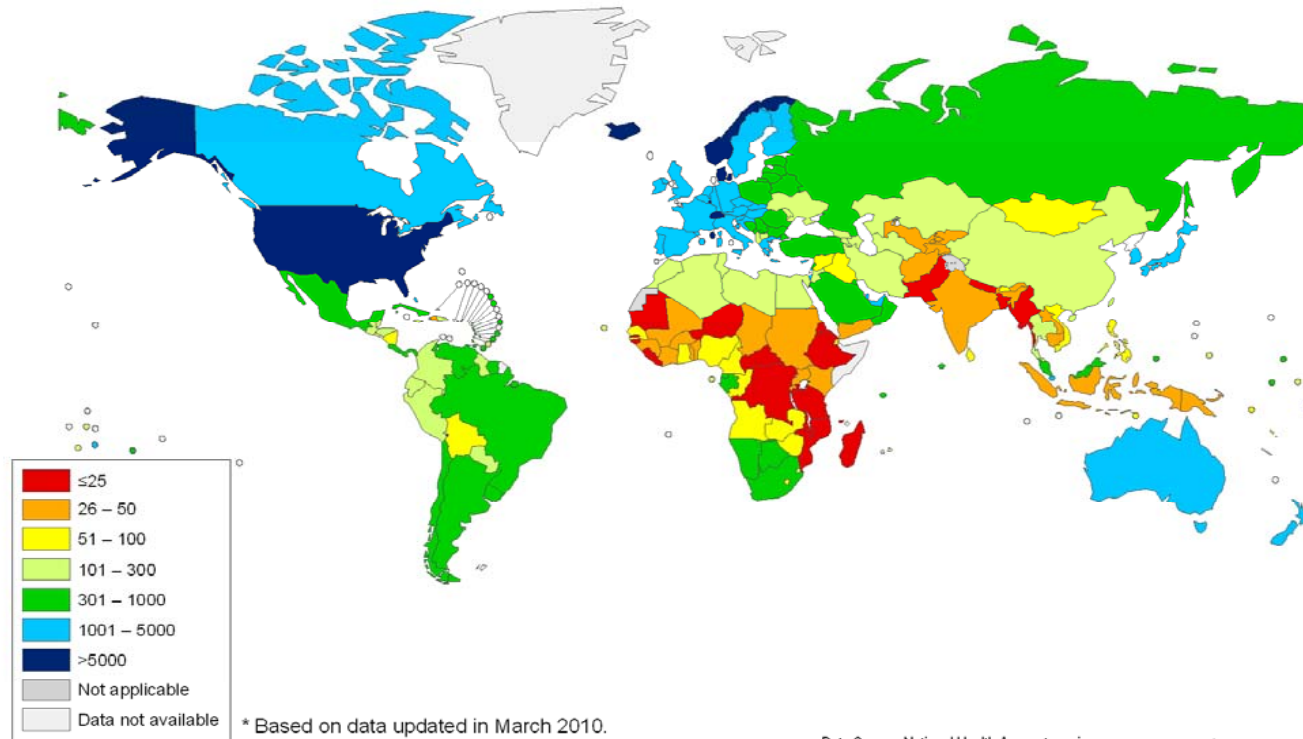 ≤25
26 – 50
51 – 100
101 – 300
301 – 1000
1001 – 5000
>5000
Not applicable
Data not available
* Based on data updated in March 2010.